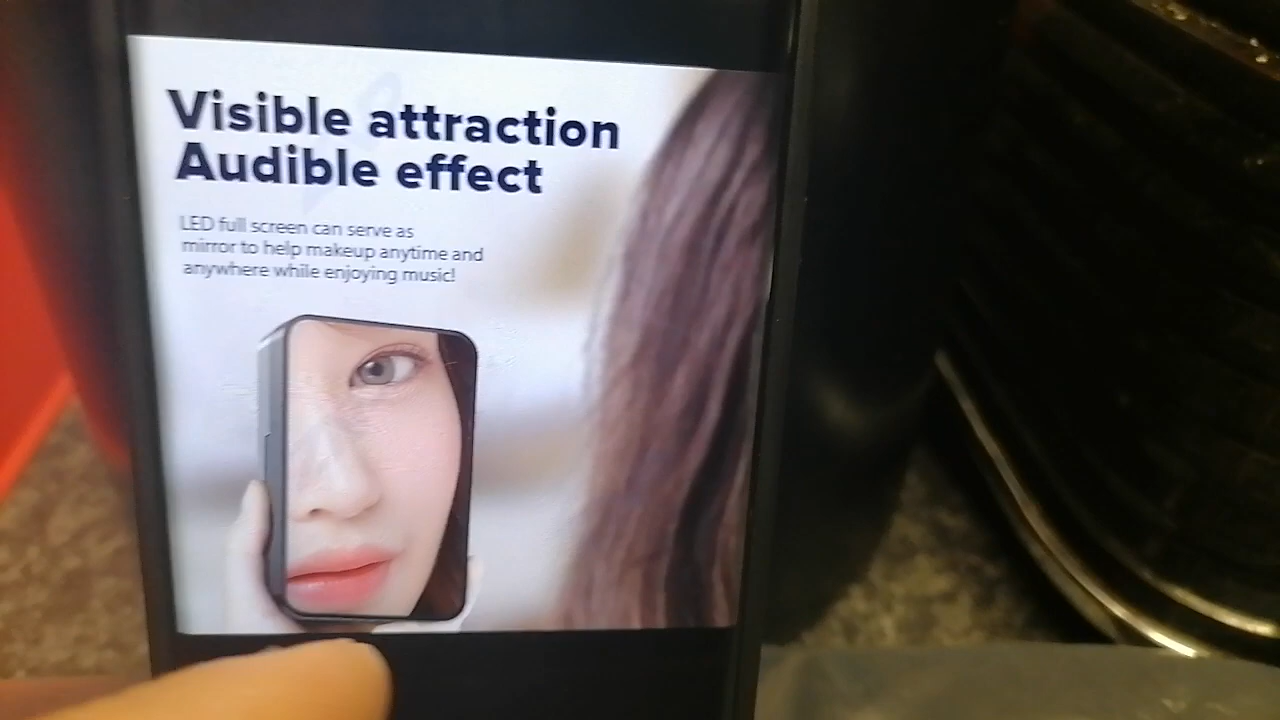 Visible attraction
Audible effect
LED full screen can serve as
mirror to help makeup anytime and
anywhere while enjoying music!